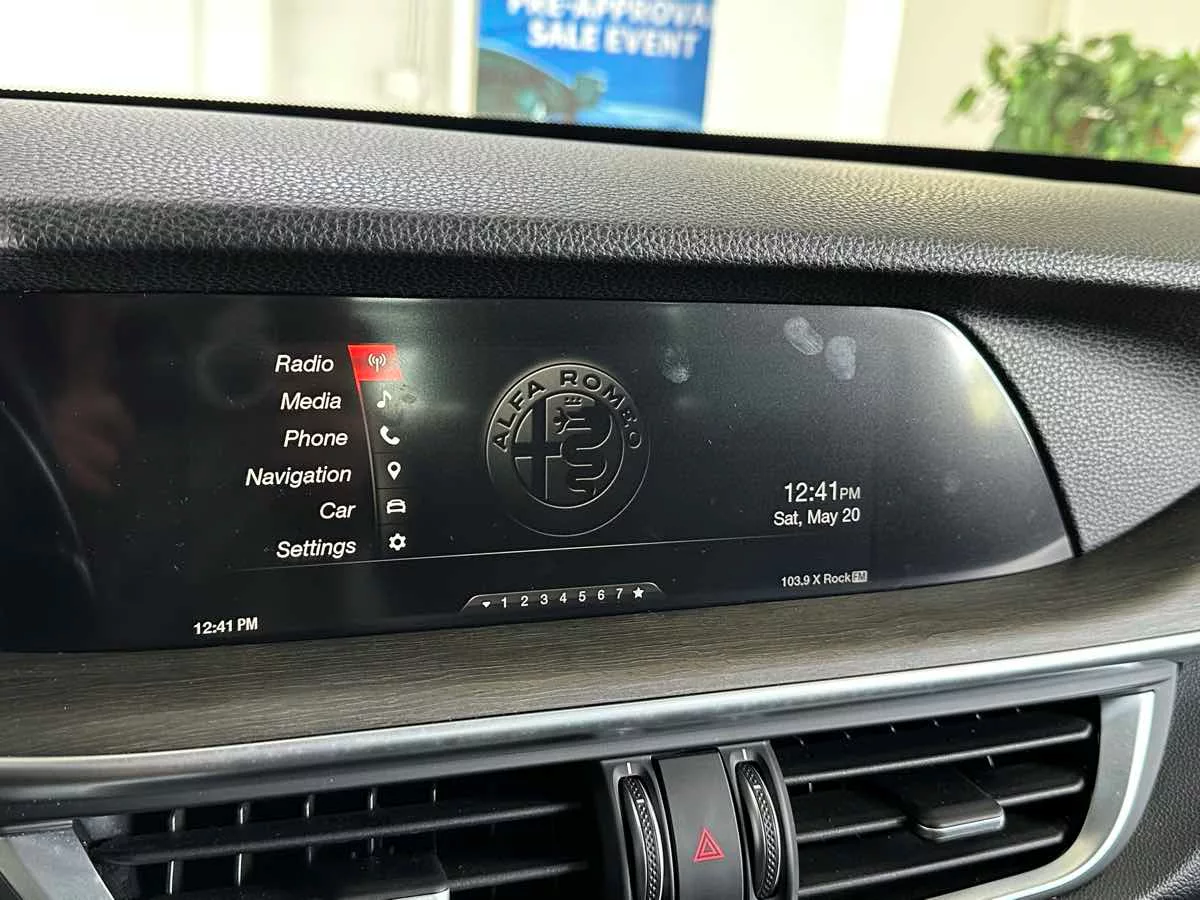 PRE-APPROVA
SALE EVENT
Radio
Media
Phone
Navigation
Car
Settings
ALFA ROMEO
12:41PM
Sat, May 20
103.9 X Rock FM
1 2 3 4 5 6 7
12:41 PM